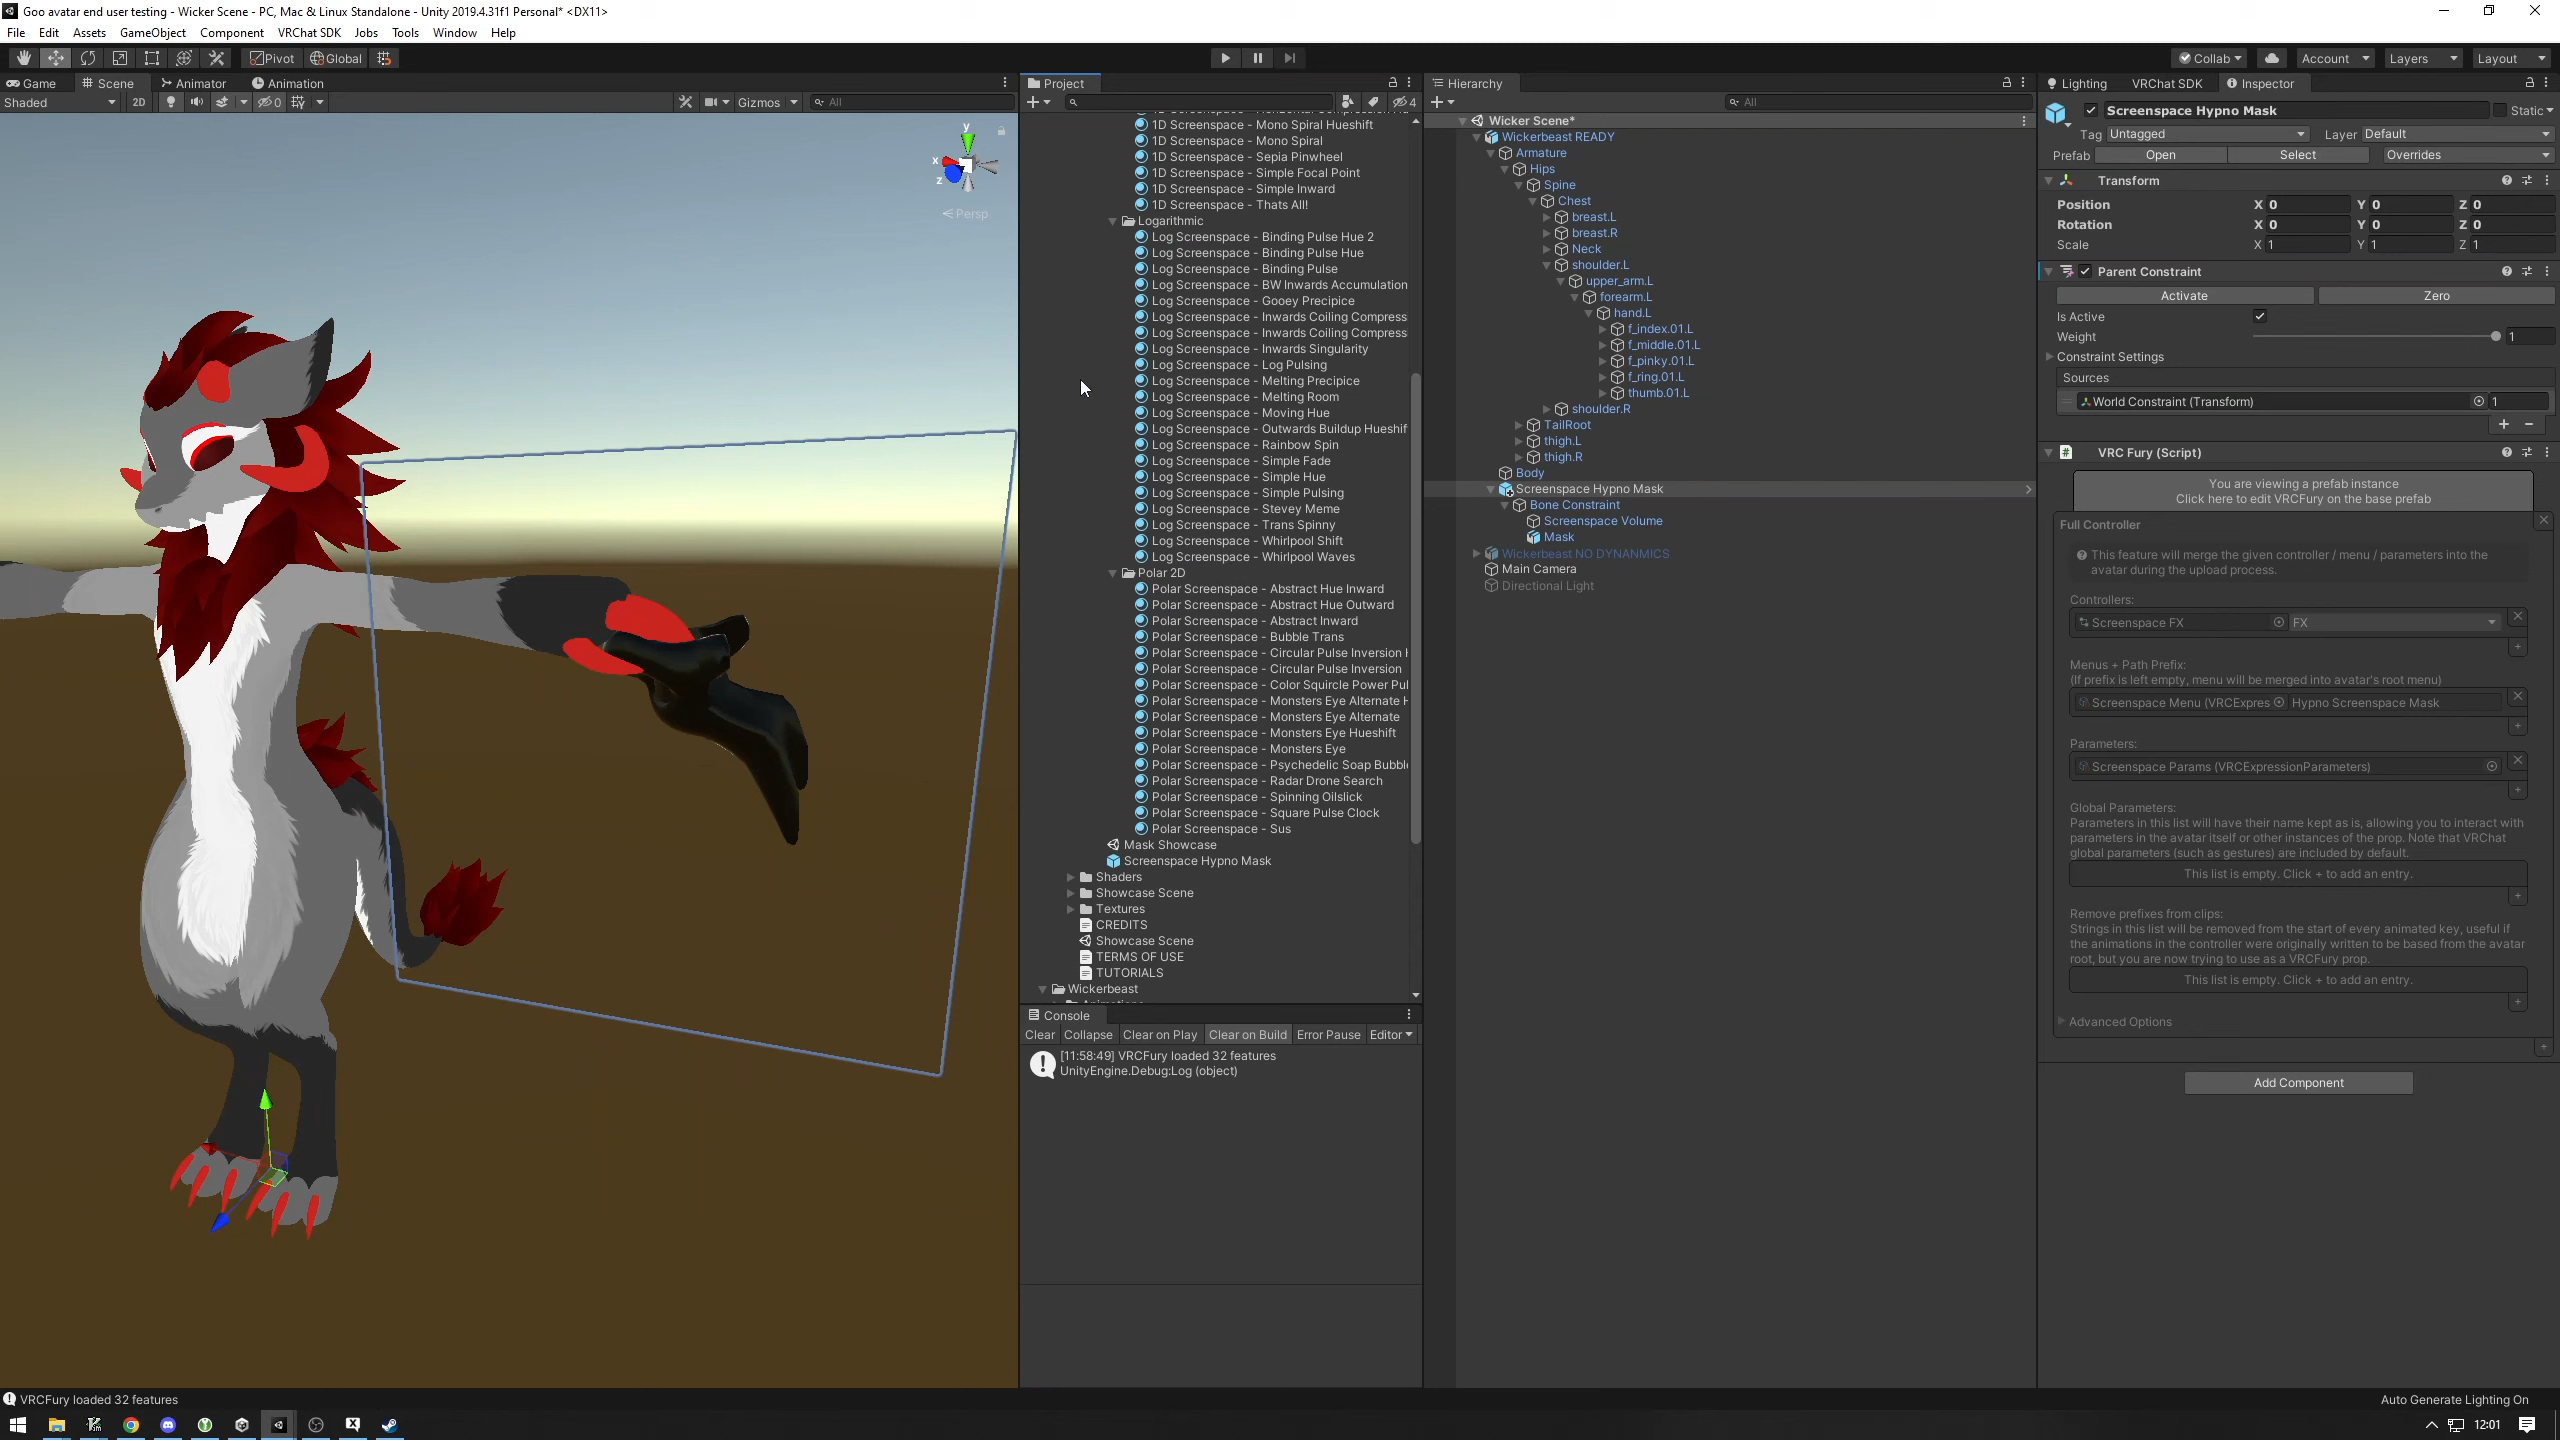 Goo avatar end user testing - Wicker Scene - PC, Mac & Linux Standalone - Unity 2019.4.31f1 Personal* <DX11>
File Edit Assets GameObject Component VRChat SDK Jobs Tools Window Help
Pivot Global Collab Account Layers Layout
Game Scene Animator Animation
Shaded 2D 0 Gizmos All
y
x
z
Persp
Project
4
1D Screenspace - Mono Spiral Hueshift
1D Screenspace - Mono Spiral
1D Screenspace - Sepia Pinwheel
1D Screenspace - Simple Focal Point
1D Screenspace - Simple Inward
1D Screenspace - Thats All!
Logarithmic
Log Screenspace - Binding Pulse Hue 2
Log Screenspace - Binding Pulse Hue
Log Screenspace - Binding Pulse
Log Screenspace - BW Inwards Accumulation
Log Screenspace - Gooey Precipice
Log Screenspace - Inwards Coiling Compress
Log Screenspace - Inwards Coiling Compress
Log Screenspace - Inwards Singularity
Log Screenspace - Log Pulsing
Log Screenspace - Melting Precipice
Log Screenspace - Melting Room
Log Screenspace - Moving Hue
Log Screenspace - Outwards Buildup Hueshif
Log Screenspace - Rainbow Spin
Log Screenspace - Simple Fade
Log Screenspace - Simple Hue
Log Screenspace - Simple Pulsing
Log Screenspace - Stevey Meme
Log Screenspace - Trans Spinny
Log Screenspace - Whirlpool Shift
Log Screenspace - Whirlpool Waves
Polar 2D
Polar Screenspace - Abstract Hue Inward
Polar Screenspace - Abstract Hue Outward
Polar Screenspace - Abstract Inward
Polar Screenspace - Bubble Trans
Polar Screenspace - Circular Pulse Inversion H
Polar Screenspace - Circular Pulse Inversion
Polar Screenspace - Color Squircle Power Pul
Polar Screenspace - Monsters Eye Alternate H
Polar Screenspace - Monsters Eye Alternate
Polar Screenspace - Monsters Eye Hueshift
Polar Screenspace - Monsters Eye
Polar Screenspace - Psychedelic Soap Bubbl
Polar Screenspace - Radar Drone Search
Polar Screenspace - Spinning Oilslick
Polar Screenspace - Square Pulse Clock
Polar Screenspace - Sus
Mask Showcase
Screenspace Hypno Mask
Shaders
Showcase Scene
Textures
CREDITS
Showcase Scene
TERMS OF USE
TUTORIALS
Wickerbeast
Console
Clear Collapse Clear on Play Clear on Build Error Pause Editor
[11:58:49] VRCFury loaded 32 features
UnityEngine.Debug:Log (object)
Hierarchy
All
Wicker Scene*
Wickerbeast READY
Armature
Hips
Spine
Chest
breast.L
breast.R
Neck
shoulder.L
upper_arm.L
forearm.L
hand.L
f_index.01.L
f_middle.01.L
f_pinky.01.L
f_ring.01.L
thumb.01.L
shoulder.R
TailRoot
thigh.L
thigh.R
Body
Screenspace Hypno Mask
Bone Constraint
Screenspace Volume
Mask
Wickerbeast NO DYNANMICS
Main Camera
Directional Light
Lighting VRChat SDK Inspector
Screenspace Hypno Mask Static
Tag Untagged Layer Default
Prefab Open Select Overrides
Transform
Position X 0 Y 0 Z 0
Rotation X 0 Y 0 Z 0
Scale X 1 Y 1 Z 1
Parent Constraint
Activate Zero
Is Active
Weight 1
Constraint Settings
Sources
World Constraint (Transform) 1
VRC Fury (Script)
You are viewing a prefab instance
Click here to edit VRCFury on the base prefab
Full Controller
This feature will merge the given controller / menu / parameters into the
avatar during the upload process.
Controllers:
Screenspace FX FX
Menus + Path Prefix:
(If prefix is left empty, menu will be merged into avatar's root menu)
Screenspace Menu (VRCExpres Hypno Screenspace Mask
Parameters:
Screenspace Params (VRCExpressionParameters)
Global Parameters:
Parameters in this list will have their name kept as is, allowing you to interact with
parameters in the avatar itself or other instances of the prop. Note that VRChat
global parameters (such as gestures) are included by default.
This list is empty. Click + to add an entry.
Remove prefixes from clips:
Strings in this list will be removed from the start of every animated key, useful if
the animations in the controller were originally written to be based from the avatar
root, but you are now trying to use as a VRCFury prop.
This list is empty. Click + to add an entry.
Advanced Options
Add Component
VRCFury loaded 32 features
Auto Generate Lighting On
12:01